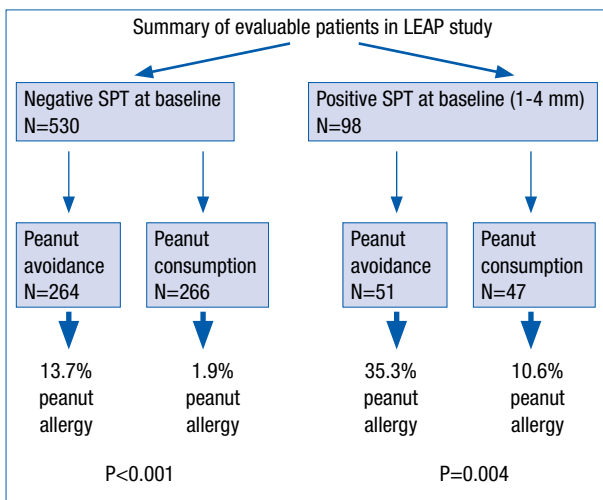 Summary of evaluable patients in LEAP study
Negative SPT at baseline
N=530
Positive SPT at baseline (1-4 mm)
N=98
Peanut
avoidance
N=264
Peanut
consumption
N=266
Peanut
avoidance
N=51
Peanut
consumption
N=47
13.7%
peanut
allergy
1.9%
peanut
allergy
35.3%
peanut
allergy
10.6%
peanut
allergy
P<0.001
P=0.004